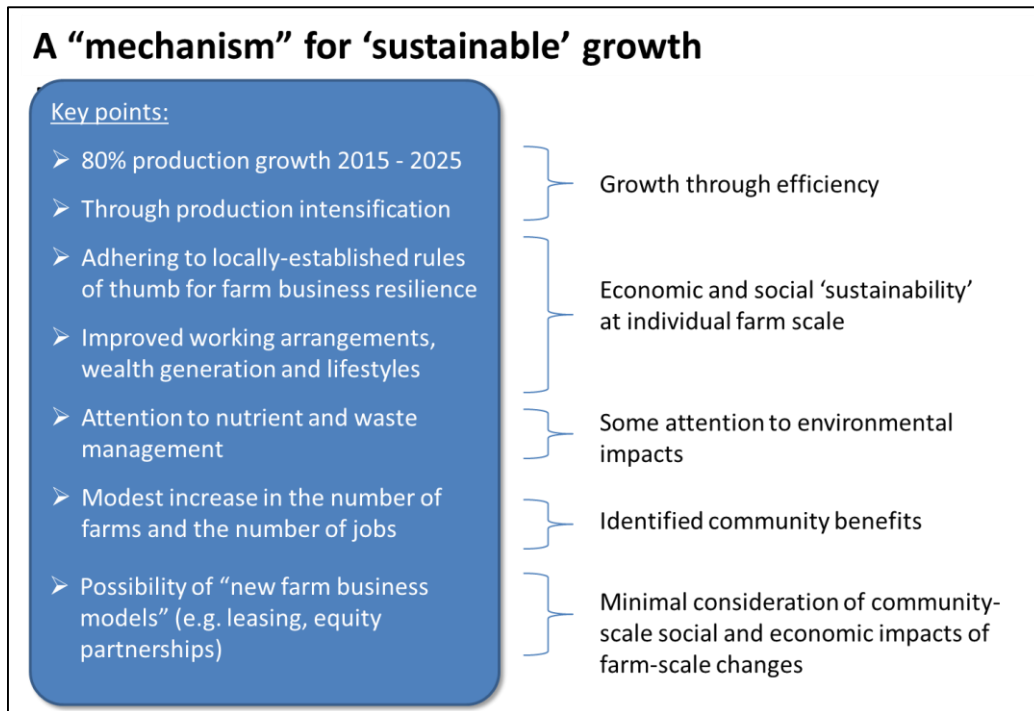 A “mechanism” for ‘sustainable’ growth
Key points:
➢ 80% production growth 2015 - 2025
➢ Through production intensification
➢ Adhering to locally-established rules
of thumb for farm business resilience
➢ Improved working arrangements,
wealth generation and lifestyles
➢ Attention to nutrient and waste
management
➢ Modest increase in the number of
farms and the number of jobs
➢ Possibility of “new farm business
models” (e.g. leasing, equity
partnerships)
Growth through efficiency
Economic and social ‘sustainability’
at individual farm scale
Some attention to environmental
impacts
Identified community benefits
Minimal consideration of community-
scale social and economic impacts of
farm-scale changes